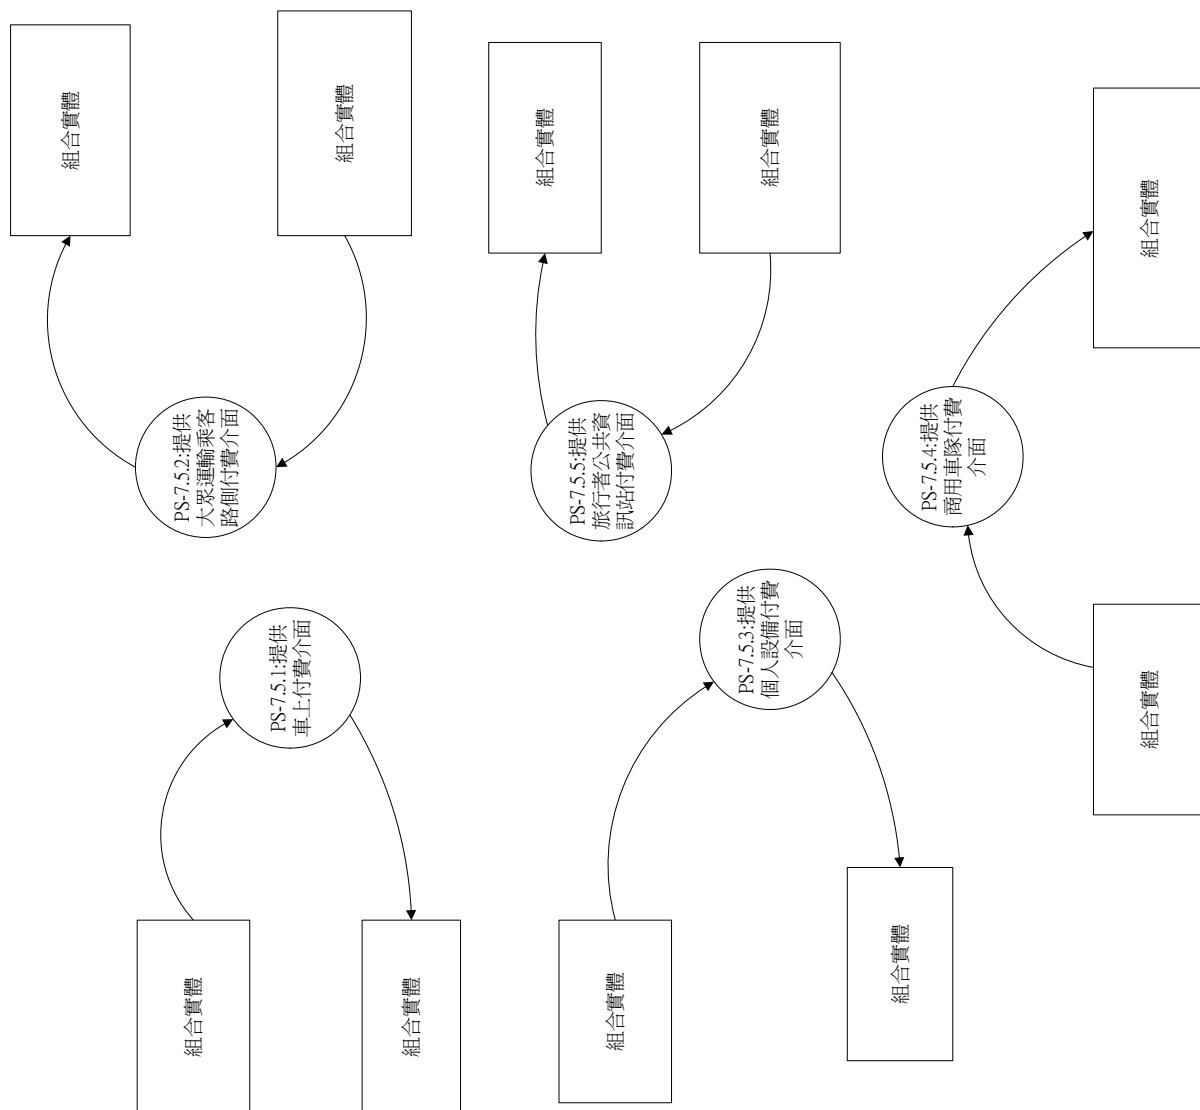 組合實體
組合實體
PS-7.5.2:提供
大眾運輸乘客
路側付費介面
PS-7.5.1:提供
車上付費介面
組合實體
組合實體
組合實體
PS-7.5.5:提供
旅行者公共資
訊站付費介面
組合實體
PS-7.5.3:提供
個人設備付費
介面
組合實體
組合實體
PS-7.5.4:提供
商用車隊付費
介面
組合實體
組合實體